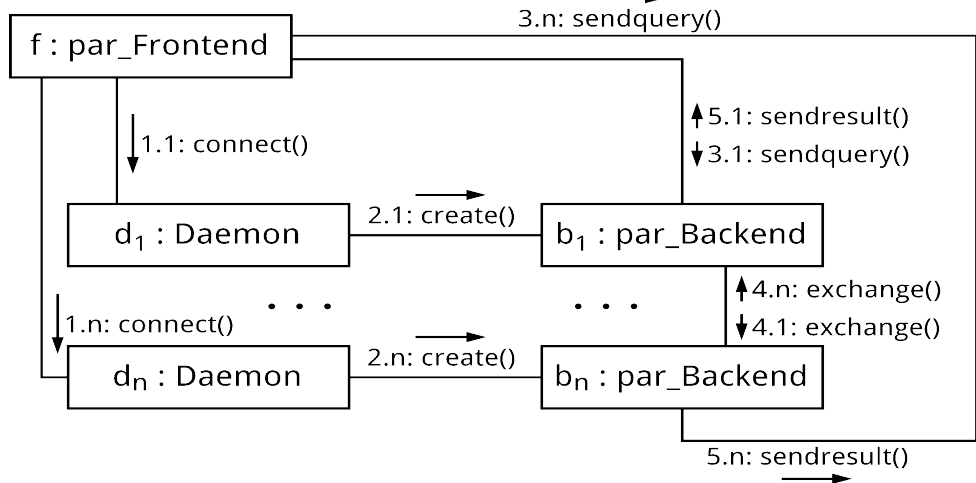 3.n: sendquery()
f : par_Frontend
5.1: sendresult()
1.1: connect()
3.1: sendquery()
2.1: create()
d1 : Daemon
b1 : par_Backend
. . .
. . .
4.n: exchange()
1.n: connect()
4.1: exchange()
2.n: create()
dn : Daemon
bn : par_Backend
5.n: sendresult()